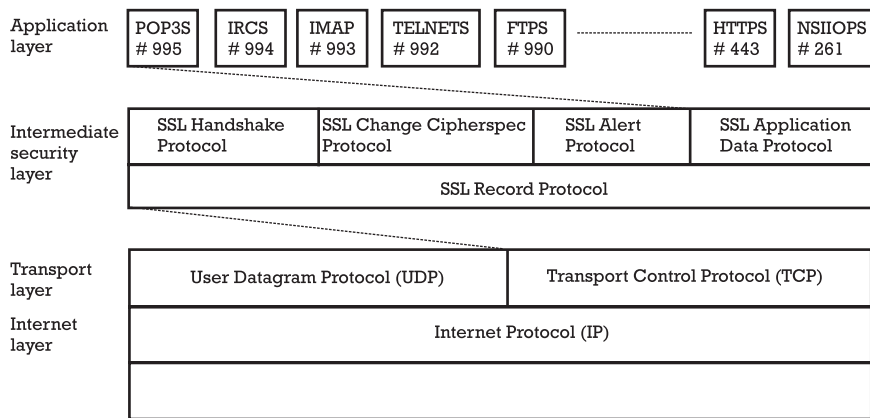 Application
layer
POP3S
# 995
IRCS
# 994
IMAP
# 993
TELNETS
# 992
FTPS
# 990
HTTPS
# 443
NSIIOPS
# 261
Intermediate
security
layer
SSL Handshake
Protocol
SSL Change Cipherspec
Protocol
SSL Alert
Protocol
SSL Application
Data Protocol
SSL Record Protocol
Transport
layer
User Datagram Protocol (UDP)
Transport Control Protocol (TCP)
Internet
layer
Internet Protocol (IP)